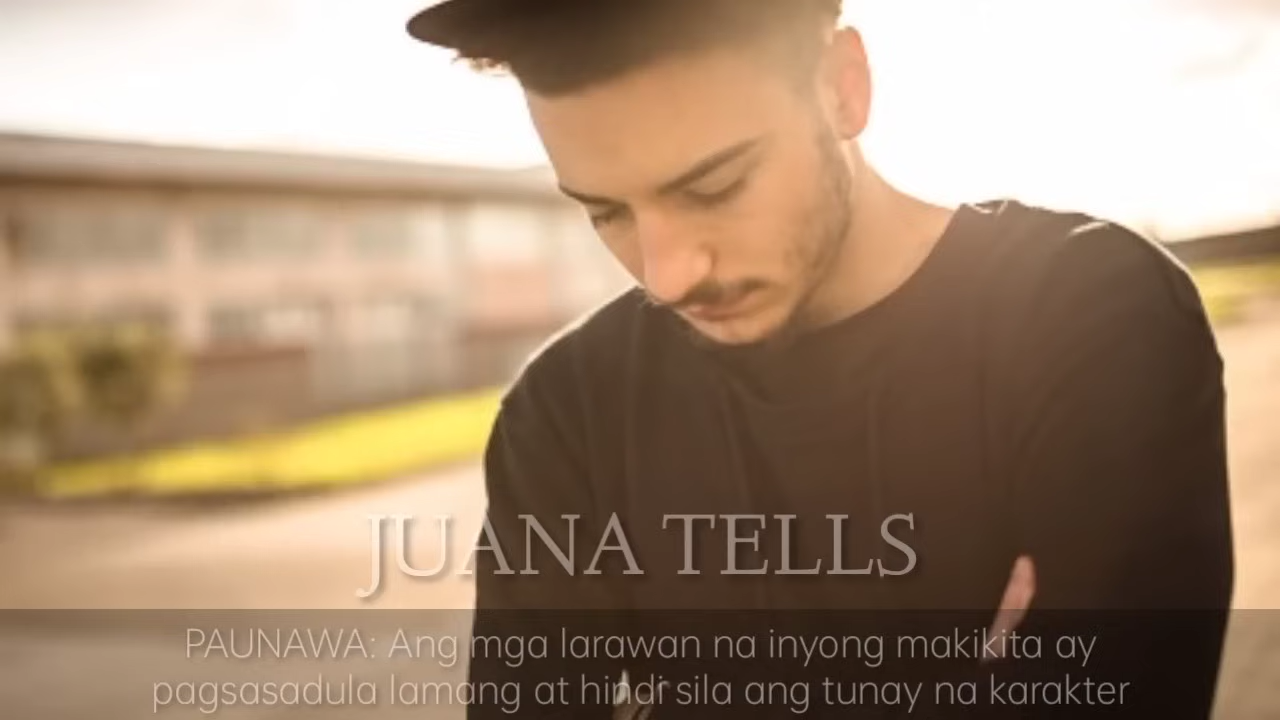 JUANA TELLS
PAUNAWA: Ang mga larawan na inyong makikita ay
pagsasadula lamang at hindi sila ang tunay na karakter